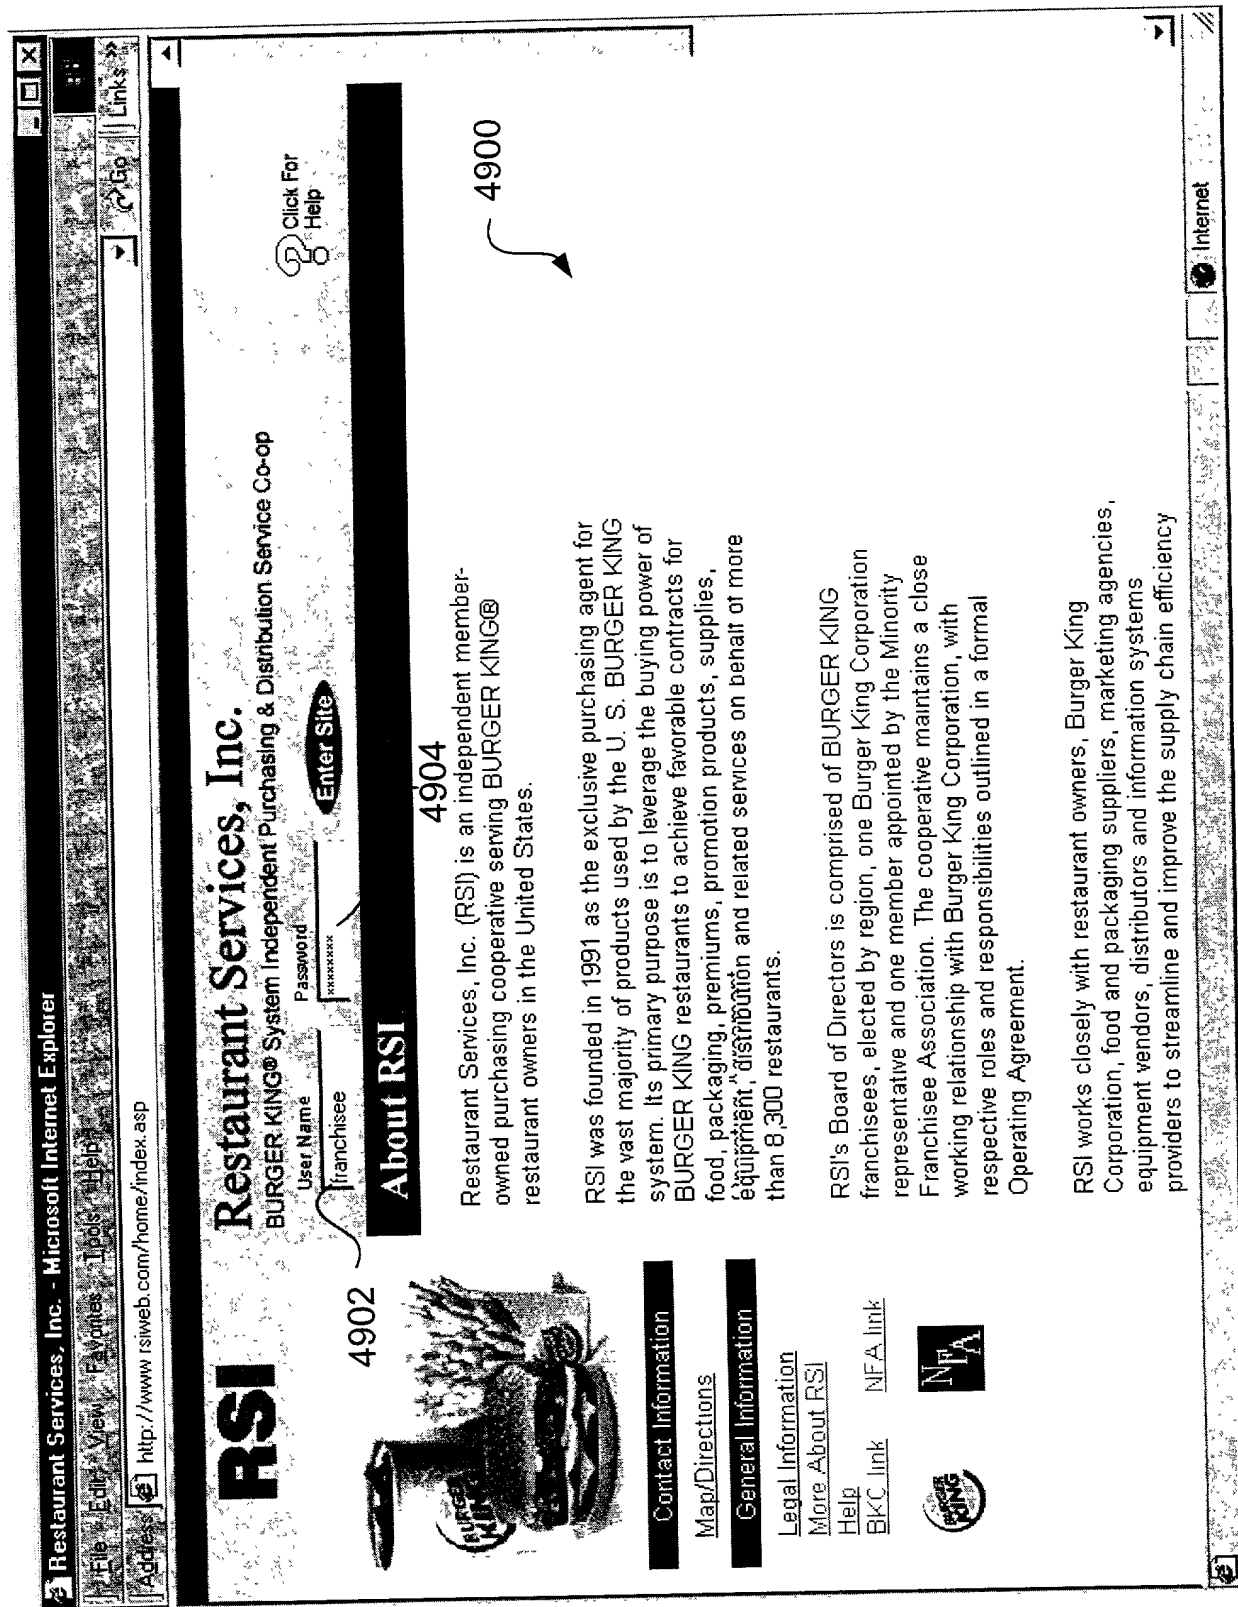 Restaurant Services, Inc. - Microsoft Internet Explorer
File Edit View Favorites Tools Help
Address http://www.rsiweb.com/home/index.asp Go Links »
RSI
Restaurant Services, Inc.
BURGER KING® System Independent Purchasing & Distribution Service Co-op
User Name Password
franchisee ******** Enter Site
Click For
Help
4902
4904
4900
About RSI
BURGER
KING
Contact Information
Map/Directions
General Information
Legal Information
More About RSI
Help
BKC link NFA link
BURGER
KING
NFA
Restaurant Services, Inc. (RSI) is an independent member-
owned purchasing cooperative serving BURGER KING®
restaurant owners in the United States.
RSI was founded in 1991 as the exclusive purchasing agent for
the vast majority of products used by the U. S. BURGER KING
system. Its primary purpose is to leverage the buying power of
BURGER KING restaurants to achieve favorable contracts for
food, packaging, premiums, promotion products, supplies,
equipment, distribution and related services on behalf of more
than 8,300 restaurants.
RSI's Board of Directors is comprised of BURGER KING
franchisees, elected by region, one Burger King Corporation
representative and one member appointed by the Minority
Franchisee Association. The cooperative maintains a close
working relationship with Burger King Corporation, with
respective roles and responsibilities outlined in a formal
Operating Agreement.
RSI works closely with restaurant owners, Burger King
Corporation, food and packaging suppliers, marketing agencies,
equipment vendors, distributors and information systems
providers to streamline and improve the supply chain efficiency
Internet